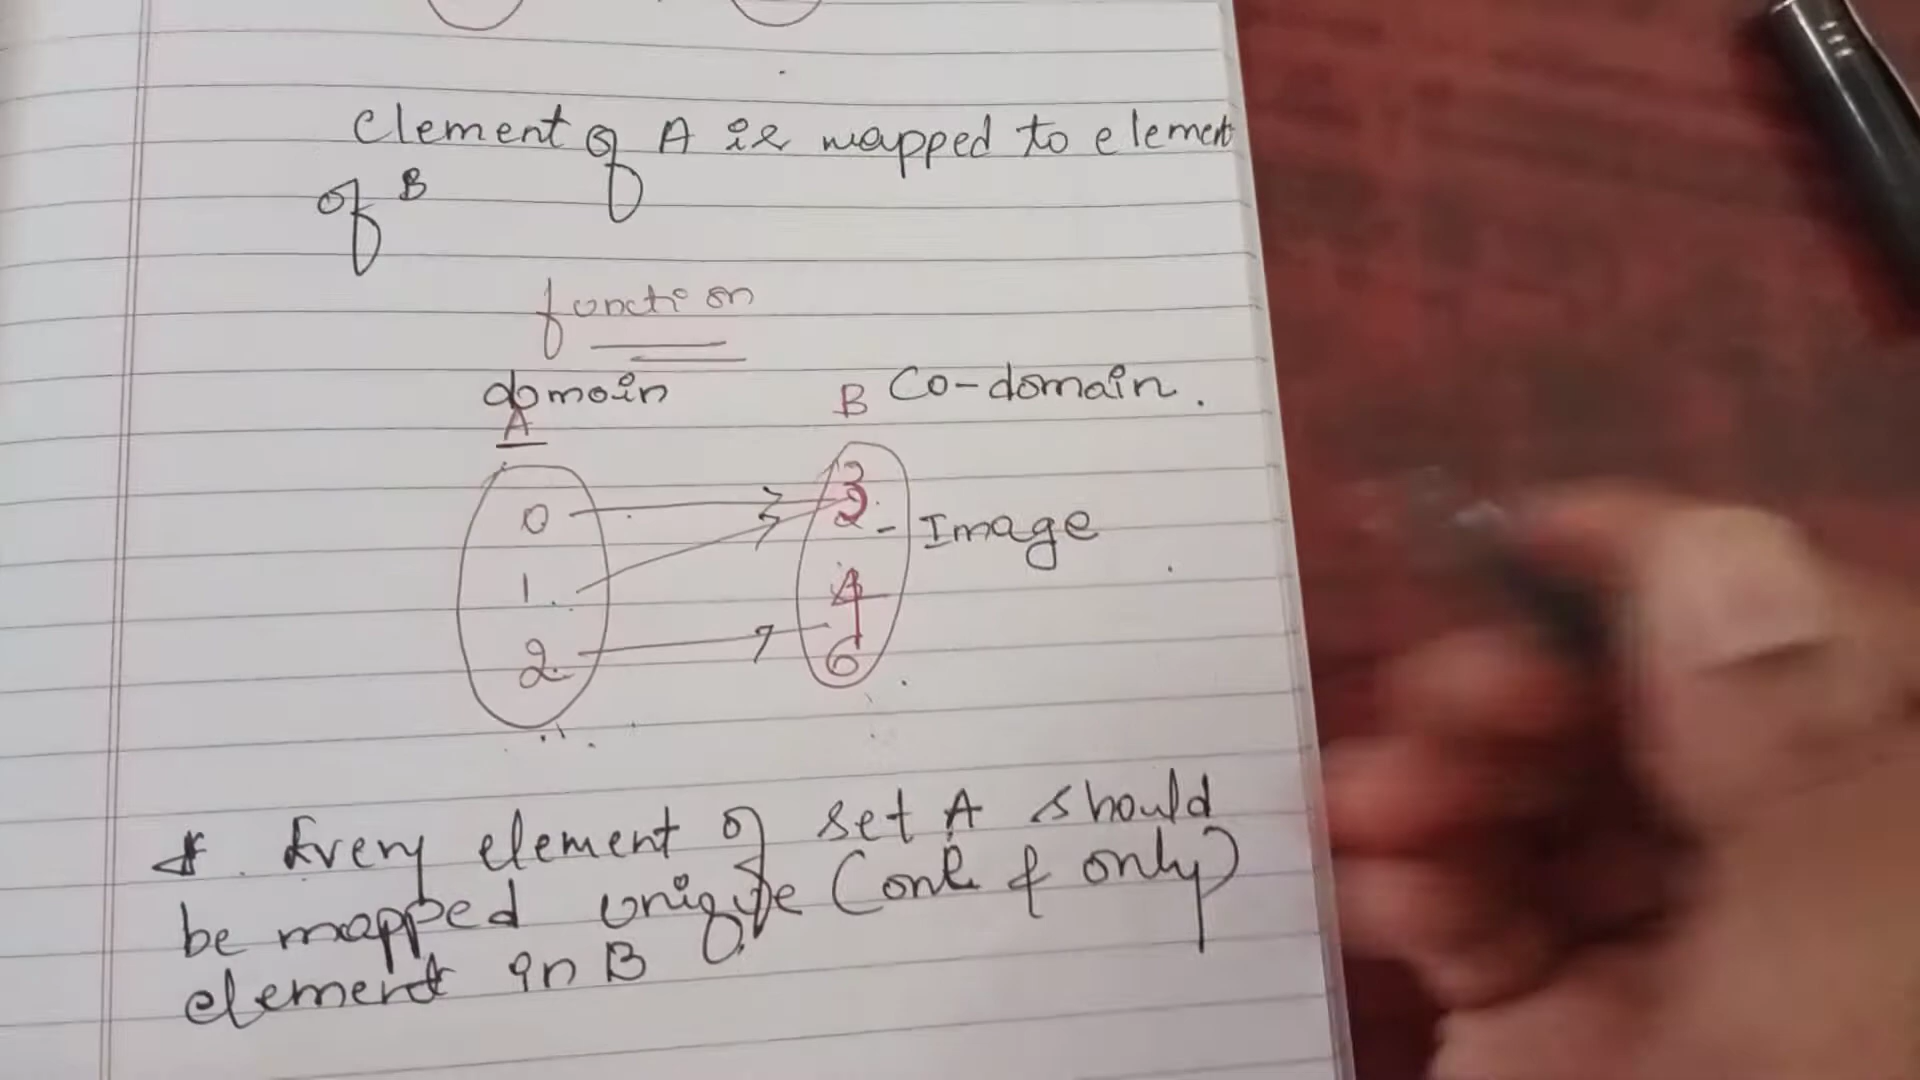 Element of A is mapped to element
of B
function
domain
A
B Co-domain.
0
1
2
3
2 - Image
4
6
* Every element of set A should
be mapped unique (one & only)
element in B